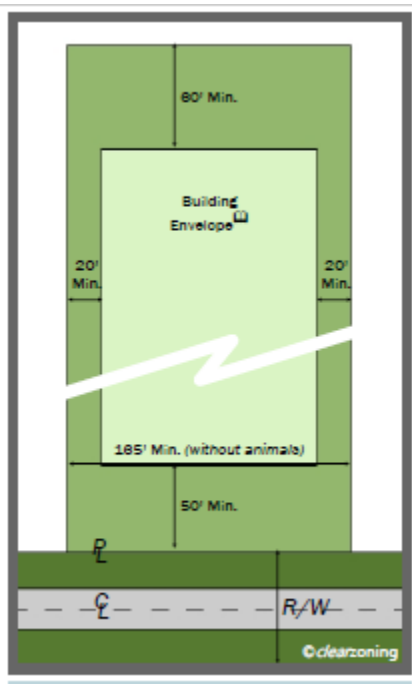 60' Min.
Building
Envelope
20'
Min.
20'
Min.
165' Min. (without animals)
50' Min.
PL
CL
R/W
©clearzoning